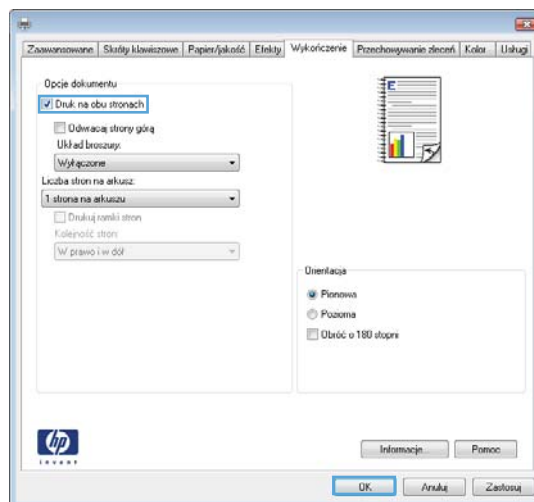 Zaawansowane Skróty klawiszowe Papier/jakość Efekty Wykończenie Przechowywanie zleceń Kolor Usługi
Opcje dokumentu
Druk na obu stronach
Odwracaj strony górą
Układ broszury:
Wyłączone
Liczba stron na arkusz:
1 strona na arkuszu
Drukuj ramki stron
Kolejność stron:
W prawo i w dół
E
Orientacja
Pionowa
Pozioma
Obróć o 180 stopni
hp
invent
Informacje... Pomoc
OK Anuluj Zastosuj